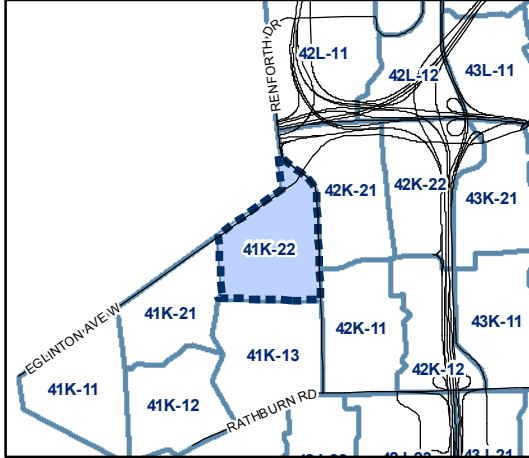 RENFORTH DR
42L-11
42L-12
43L-11
42K-21
42K-22
43K-21
41K-22
EGLINTON AVE W
41K-21
42K-11
43K-11
41K-13
42K-12
41K-11
41K-12
RATHBURN RD